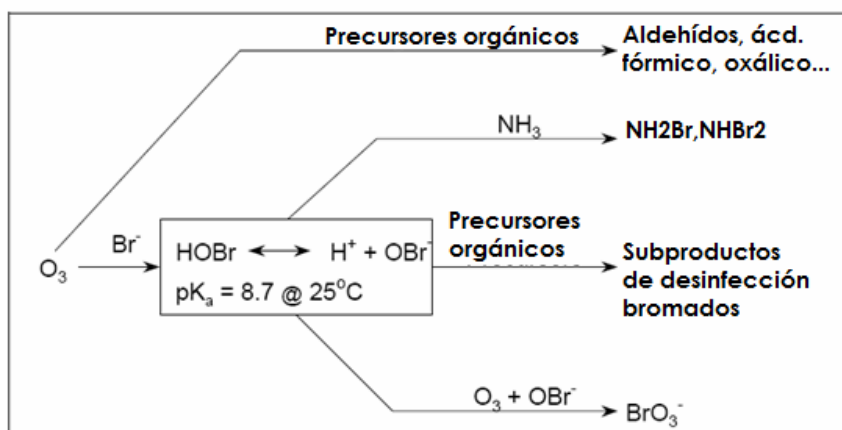 Precursores orgánicos
Aldehídos, ácd.
fórmico, oxálico...
NH₃
NH2Br,NHBr2
O₃
Br⁻
HOBr ⟷ H⁺ + OBr⁻
pKₐ = 8.7 @ 25°C
Precursores
orgánicos
Subproductos
de desinfección
bromados
O₃ + OBr⁻
BrO₃⁻